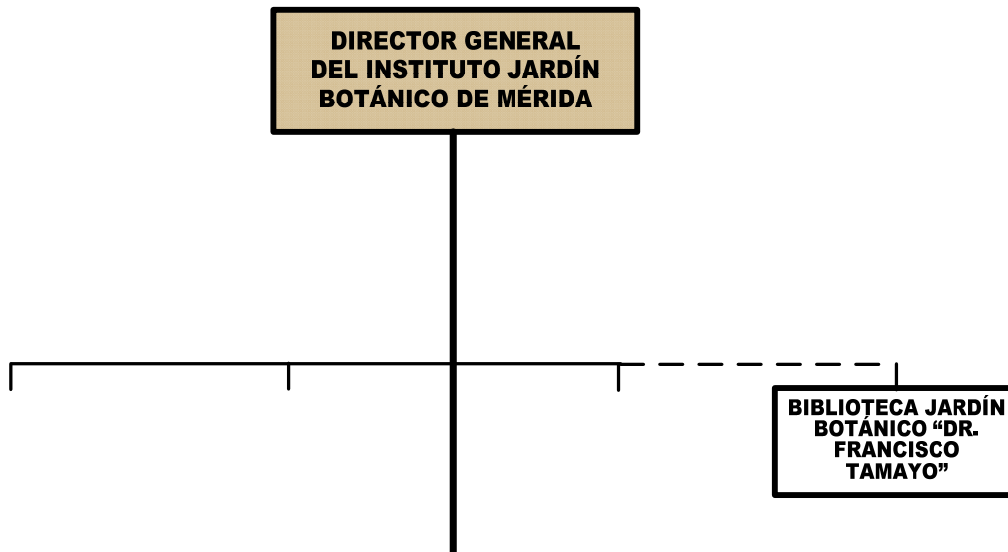 DIRECTOR GENERAL
DEL INSTITUTO JARDÍN
BOTÁNICO DE MÉRIDA
BIBLIOTECA JARDÍN
BOTÁNICO “DR.
FRANCISCO
TAMAYO”